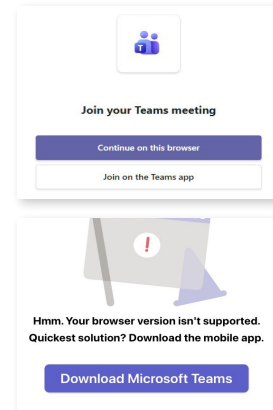 T
Join your Teams meeting
Continue on this browser
Join on the Teams app
!
Hmm. Your browser version isn't supported.
Quickest solution? Download the mobile app.
Download Microsoft Teams